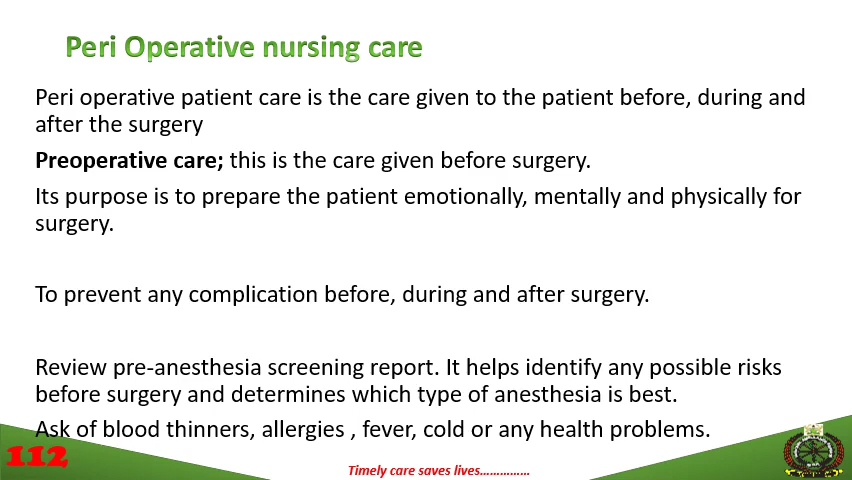 Peri Operative nursing care
Peri operative patient care is the care given to the patient before, during and
after the surgery
Preoperative care; this is the care given before surgery.
Its purpose is to prepare the patient emotionally, mentally and physically for
surgery.
To prevent any complication before, during and after surgery.
Review pre-anesthesia screening report. It helps identify any possible risks
before surgery and determines which type of anesthesia is best.
Ask of blood thinners, allergies , fever, cold or any health problems.
112
Timely care saves lives……………